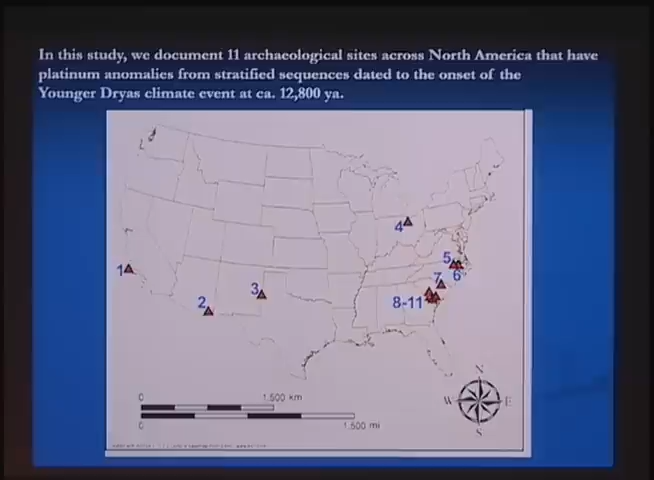 In this study, we document 11 archaeological sites across North America that have
platinum anomalies from stratified sequences dated to the onset of the
Younger Dryas climate event at ca. 12,800 ya.
4
5
1
6
7
3
2
8-11
N
0
1,500 km
W
E
0
1,500 mi
S